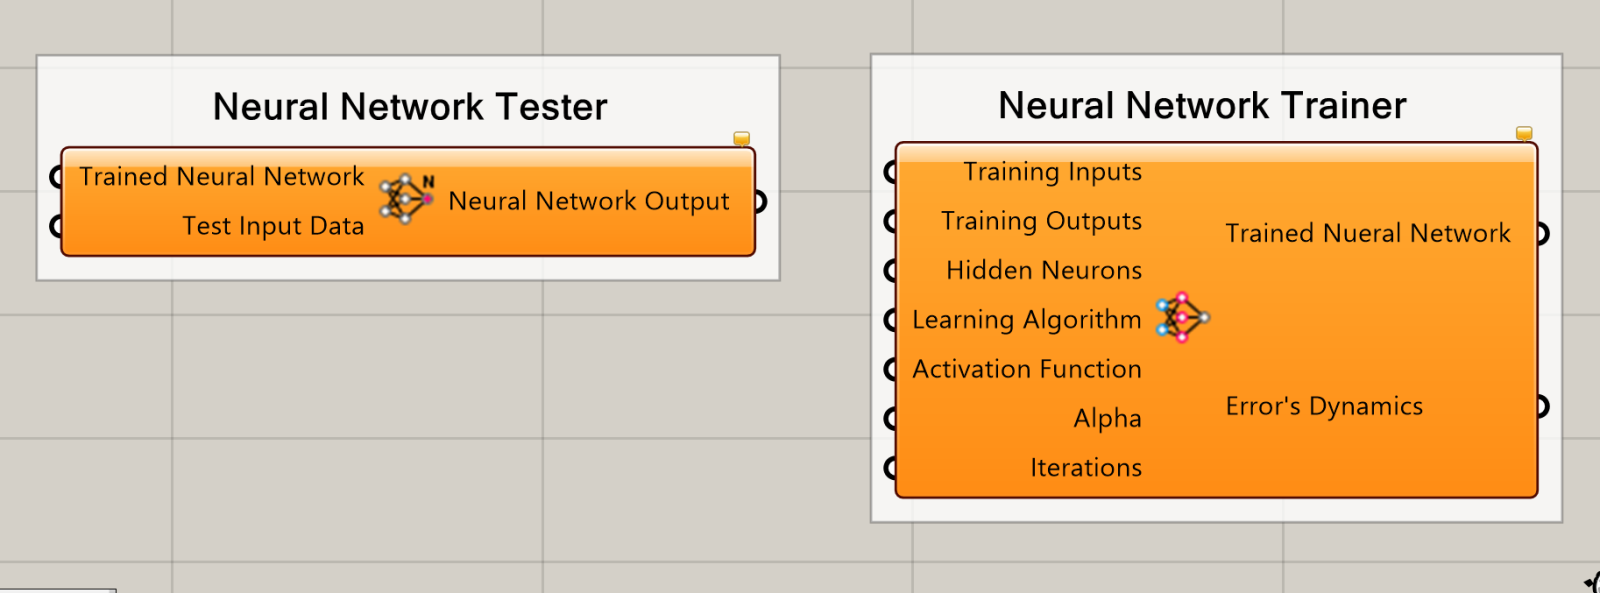 Neural Network Tester
Trained Neural Network
Test Input Data
N
Neural Network Output
Neural Network Trainer
Training Inputs
Training Outputs
Hidden Neurons
Learning Algorithm
Activation Function
Alpha
Iterations
Trained Nueral Network
Error's Dynamics